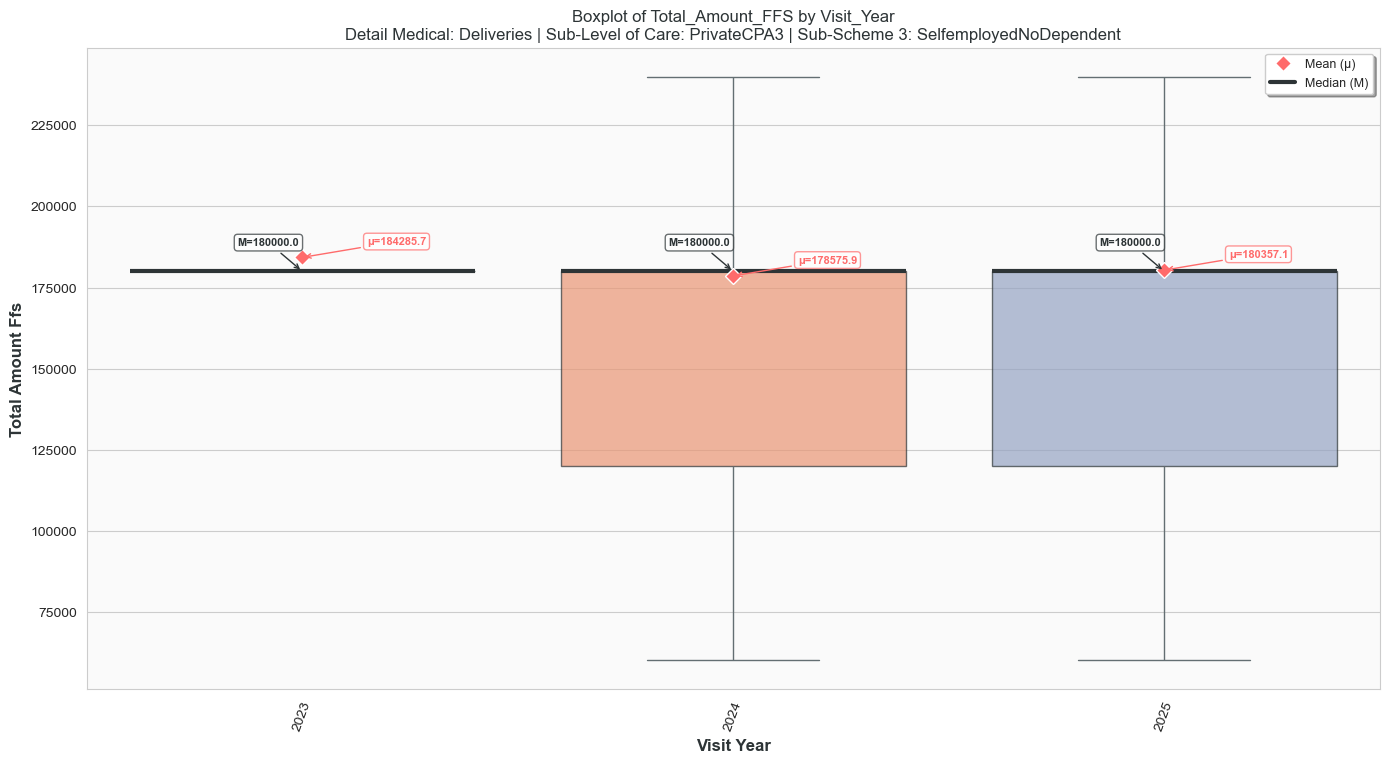 Boxplot of Total_Amount_FFS by Visit_Year
Detail Medical: Deliveries | Sub-Level of Care: PrivateCPA3 | Sub-Scheme 3: SelfemployedNoDependent
Mean (μ)
Median (M)
Total Amount Ffs
225000
200000
175000
150000
125000
100000
75000
M=180000.0
μ=184285.7
M=180000.0
μ=178575.9
M=180000.0
μ=180357.1
2023
2024
2025
Visit Year